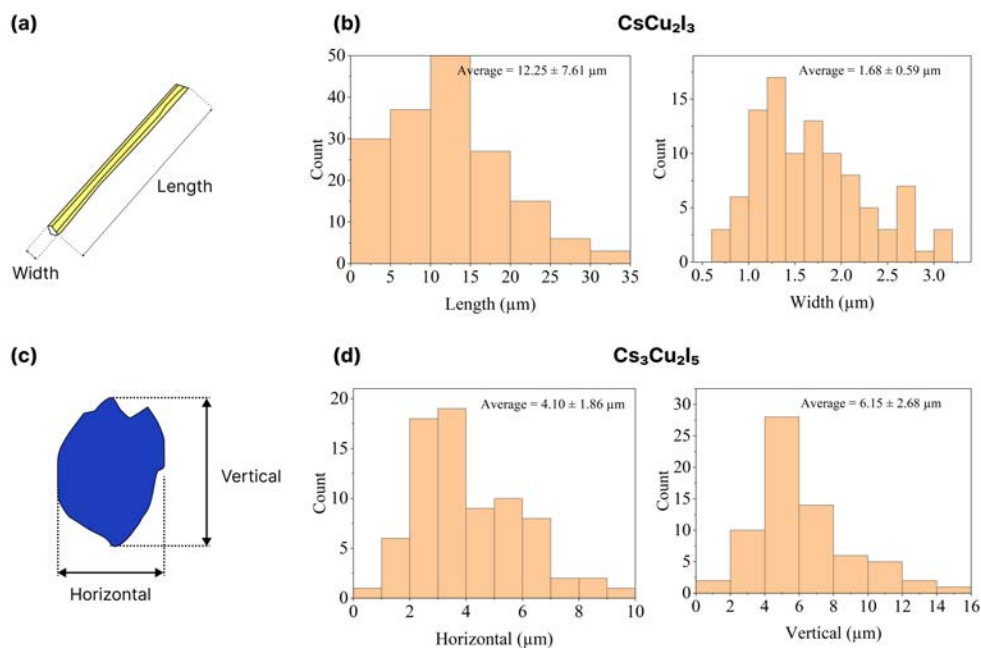 (a)
Length
Width
(b)
CsCu₂I₃
Average = 12.25 ± 7.61 µm
Count
50
40
30
20
10
0
0 5 10 15 20 25 30 35
Length (µm)
Average = 1.68 ± 0.59 µm
Count
15
10
5
0
0.5 1.0 1.5 2.0 2.5 3.0
Width (µm)
(c)
Vertical
Horizontal
(d)
Cs₃Cu₂I₅
Average = 4.10 ± 1.86 µm
Count
20
15
10
5
0
0 2 4 6 8 10
Horizontal (µm)
Average = 6.15 ± 2.68 µm
Count
30
25
20
15
10
5
0
0 2 4 6 8 10 12 14 16
Vertical (µm)